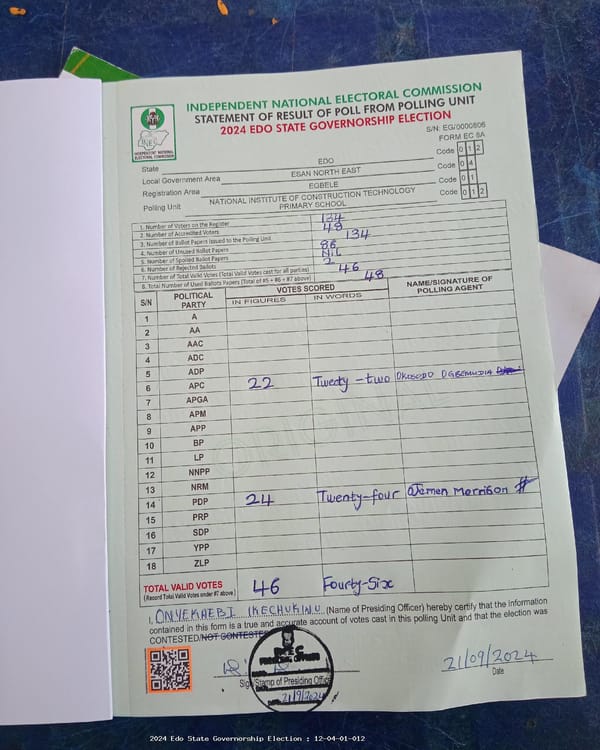 INDEPENDENT NATIONAL ELECTORAL COMMISSION
STATEMENT OF RESULT OF POLL FROM POLLING UNIT
2024 EDO STATE GOVERNORSHIP ELECTION
INEC
INDEPENDENT NATIONAL ELECTORAL COMMISSION
S/N: EG/0000806
FORM EC 8A
State EDO Code 0 1 2
Local Government Area ESAN NORTH EAST Code 0 4
Registration Area EGBELE Code 0 1
Polling Unit NATIONAL INSTITUTE OF CONSTRUCTION TECHNOLOGY PRIMARY SCHOOL Code 0 1 2
1. Number of Voters on the Register 134
2. Number of Accredited Voters 48
3. Number of Ballot Papers Issued to the Polling Unit 134
4. Number of Unused Ballot Papers 86
5. Number of Spoiled Ballot Papers NiL
6. Number of Rejected Ballots 2
7. Number of Total Valid Votes (Total Valid Votes cast for all parties) 46
8. Total Number of Used Ballots Papers (Total of #5 + #6 + #7 above) 48
S/N POLITICAL PARTY VOTES SCORED NAME/SIGNATURE OF POLLING AGENT
IN FIGURES IN WORDS
1 A
2 AA
3 AAC
4 ADC
5 ADP
6 APC 22 Twenty-two OKOSODO OGBEMUDIA
7 APGA
8 APM
9 APP
10 BP
11 LP
12 NNPP
13 NRM
14 PDP 24 Twenty-four Ojemen Morrison
15 PRP
16 SDP
17 YPP
18 ZLP
TOTAL VALID VOTES 46 Fourty-Six
(Record Total Valid Votes under #7 above)
I, ONYEKAEBI IKECHUKWU (Name of Presiding Officer) hereby certify that the information
contained in this form is a true and accurate account of votes cast in this polling Unit and that the election was
CONTESTED/NOT CONTESTED
INEC
PRESIDING OFFICER
DATE 21/9/2024
Sign/Stamp of Presiding Officer
21/09/2024
Date
2024 Edo State Governorship Election : 12-04-01-012